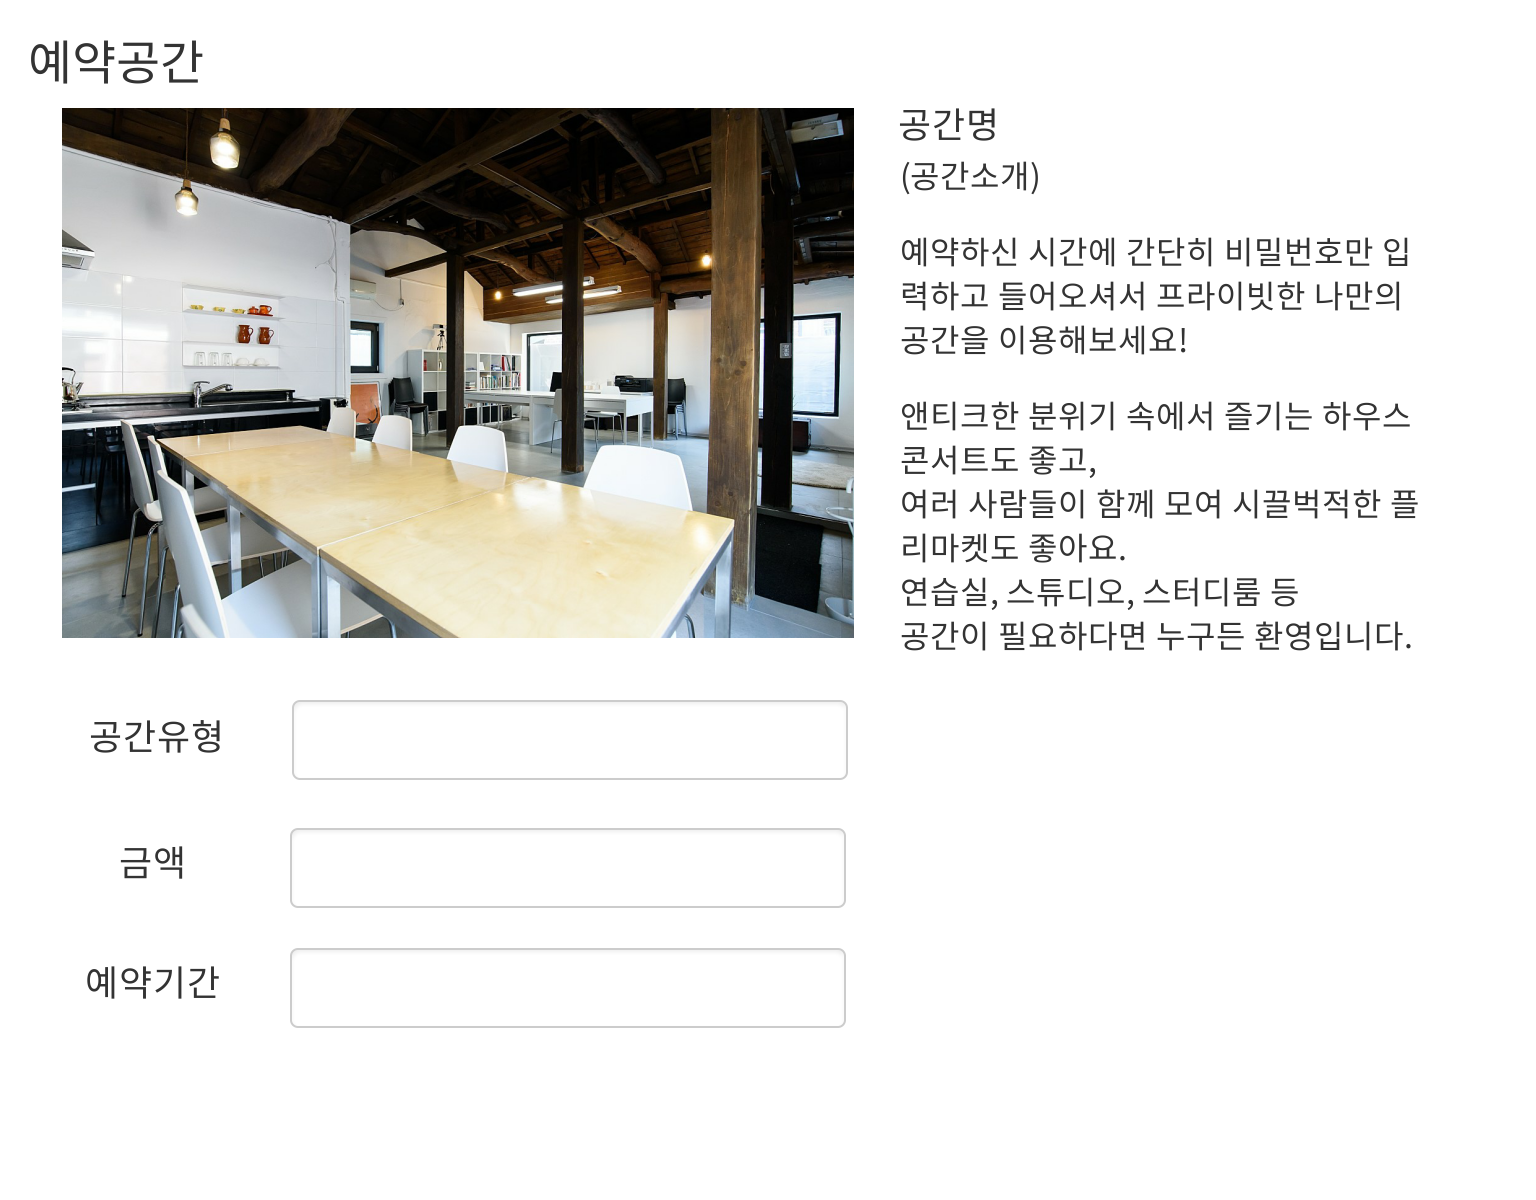 예약공간
공간명
(공간소개)
예약하신 시간에 간단히 비밀번호만 입
력하고 들어오셔서 프라이빗한 나만의
공간을 이용해보세요!
앤티크한 분위기 속에서 즐기는 하우스
콘서트도 좋고,
여러 사람들이 함께 모여 시끌벅적한 플
리마켓도 좋아요.
연습실, 스튜디오, 스터디룸 등
공간이 필요하다면 누구든 환영입니다.
공간유형
금액
예약기간